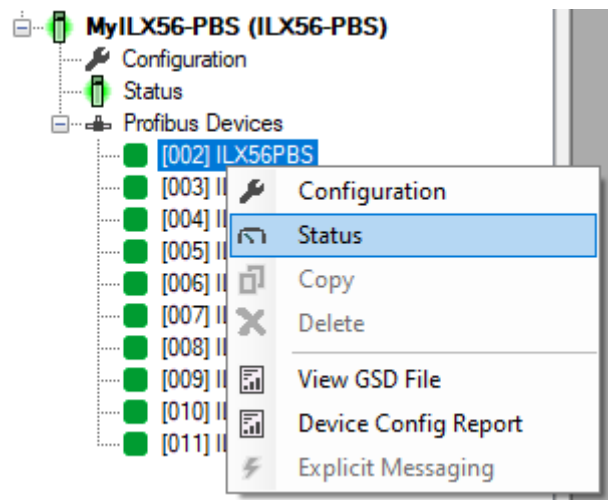 MyILX56-PBS (ILX56-PBS)
Configuration
Status
Profibus Devices
[002] ILX56PBS
[003]
[004]
[005]
[006]
[007]
[008]
[009]
[010]
[011]
Configuration
Status
Copy
Delete
View GSD File
Device Config Report
Explicit Messaging